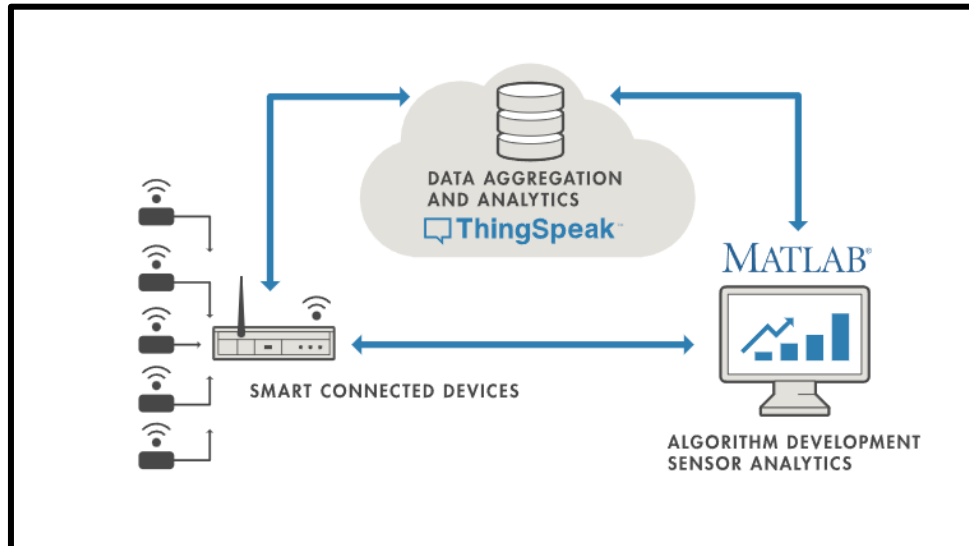 DATA AGGREGATION
AND ANALYTICS
ThingSpeak™
MATLAB®
SMART CONNECTED DEVICES
ALGORITHM DEVELOPMENT
SENSOR ANALYTICS